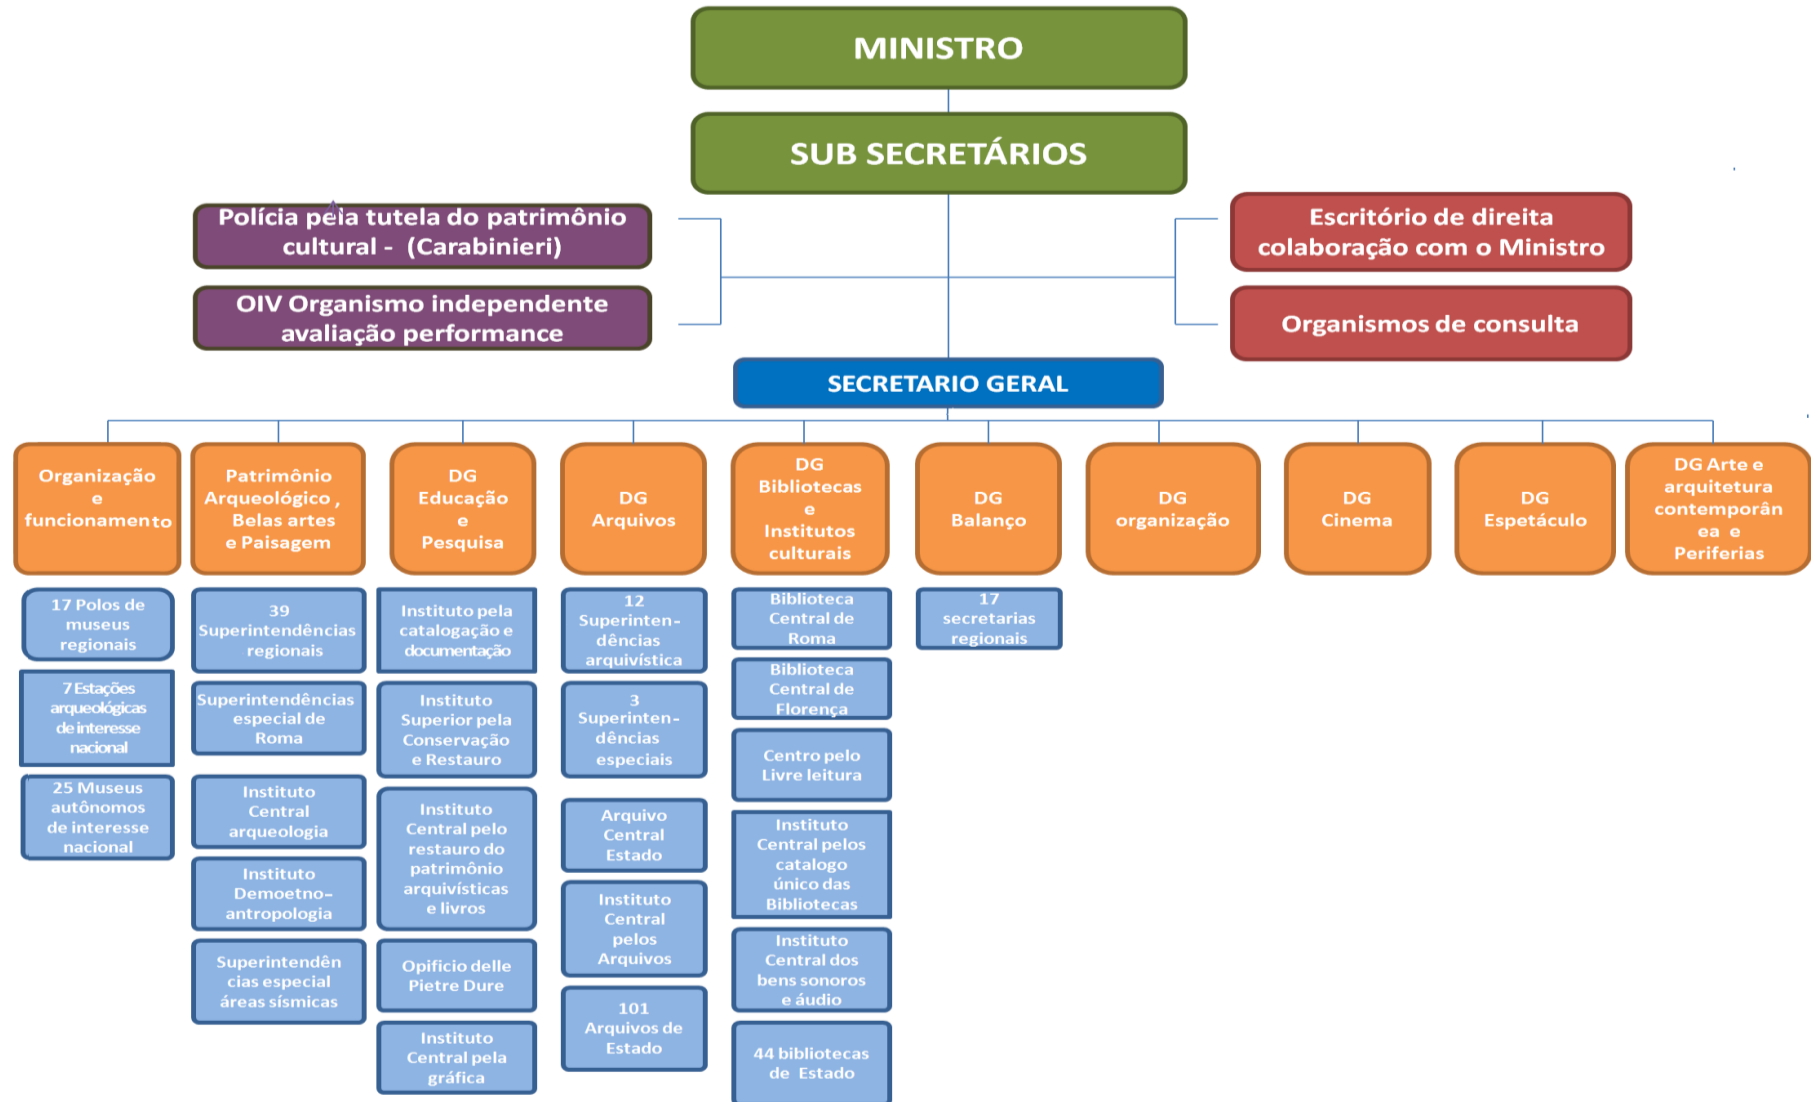 MINISTRO
SUB SECRETÁRIOS
Polícia pela tutela do patrimônio
cultural - (Carabinieri)
OIV Organismo independente
avaliação performance
Escritório de direita
colaboração com o Ministro
Organismos de consulta
SECRETARIO GERAL
Organização
e
funcionamento
Patrimônio
Arqueológico ,
Belas artes
e Paisagem
DG
Educação
e
Pesquisa
DG
Arquivos
DG
Bibliotecas
e
Institutos
culturais
DG
Balanço
DG
organização
DG
Cinema
DG
Espetáculo
DG Arte e
arquitetura
contemporân
ea e
Periferias
17 Polos de
museus
regionais
7 Estações
arqueológicas
de interesse
nacional
25 Museus
autônomos
de interesse
nacional
39
Superintendências
regionais
Superintendências
especial de
Roma
Instituto
Central
arqueologia
Instituto
Demoetno-
antropologia
Superintendên
cias especial
áreas sísmicas
Instituto pela
catalogação e
documentação
Instituto
Superior pela
Conservação
e Restauro
Instituto
Central pelo
restauro do
patrimônio
arquivísticas
e livros
Opificio delle
Pietre Dure
Instituto
Central pela
gráfica
12
Superinten-
dências
arquivística
3
Superinten-
dências
especiais
Arquivo
Central
Estado
Instituto
Central
pelos
Arquivos
101
Arquivos de
Estado
Biblioteca
Central de
Roma
Biblioteca
Central de
Florença
Centro pelo
Livre leitura
Instituto
Central pelos
catalogo
único das
Bibliotecas
Instituto
Central dos
bens sonoros
e áudio
44 bibliotecas
de Estado
17
secretarias
regionais